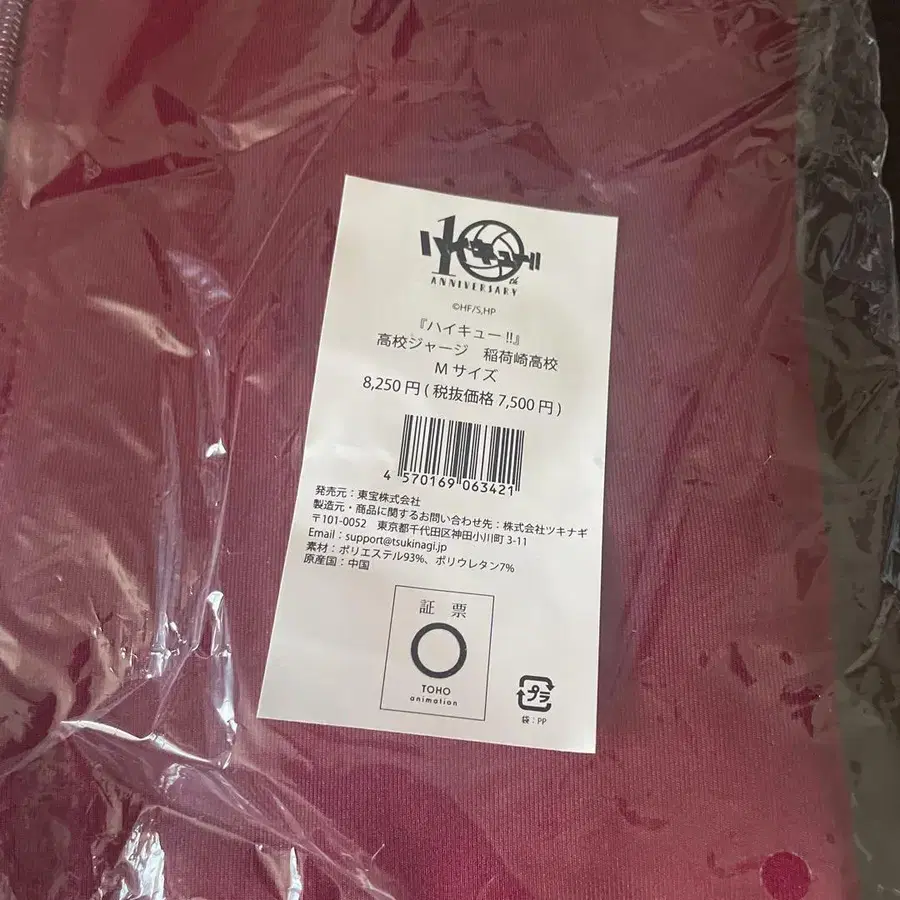 ハイキュー!!
10th
ANNIVERSARY
©HF/S,HP
『ハイキュー!!』
高校ジャージ　稲荷崎高校
Mサイズ
8,250円(税抜価格 7,500円)
4 570169 063421
発売元：東宝株式会社
製造元・商品に関するお問い合わせ先：株式会社ツキナギ
〒101-0052　東京都千代田区神田小川町 3-11
Email：support@tsukinagi.jp
素材：ポリエステル93%、ポリウレタン7%
原産国：中国
証 票
TOHO
animation
プラ
袋：PP